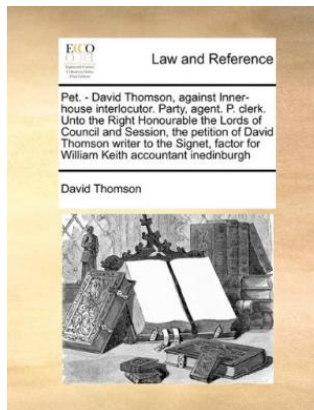 ECCO
Law and Reference
Pet. - David Thomson, against Inner-
house interlocutor. Party, agent. P. clerk.
Unto the Right Honourable the Lords of
Council and Session, the petition of David
Thomson writer to the Signet, factor for
William Keith accountant inedinburgh
David Thomson